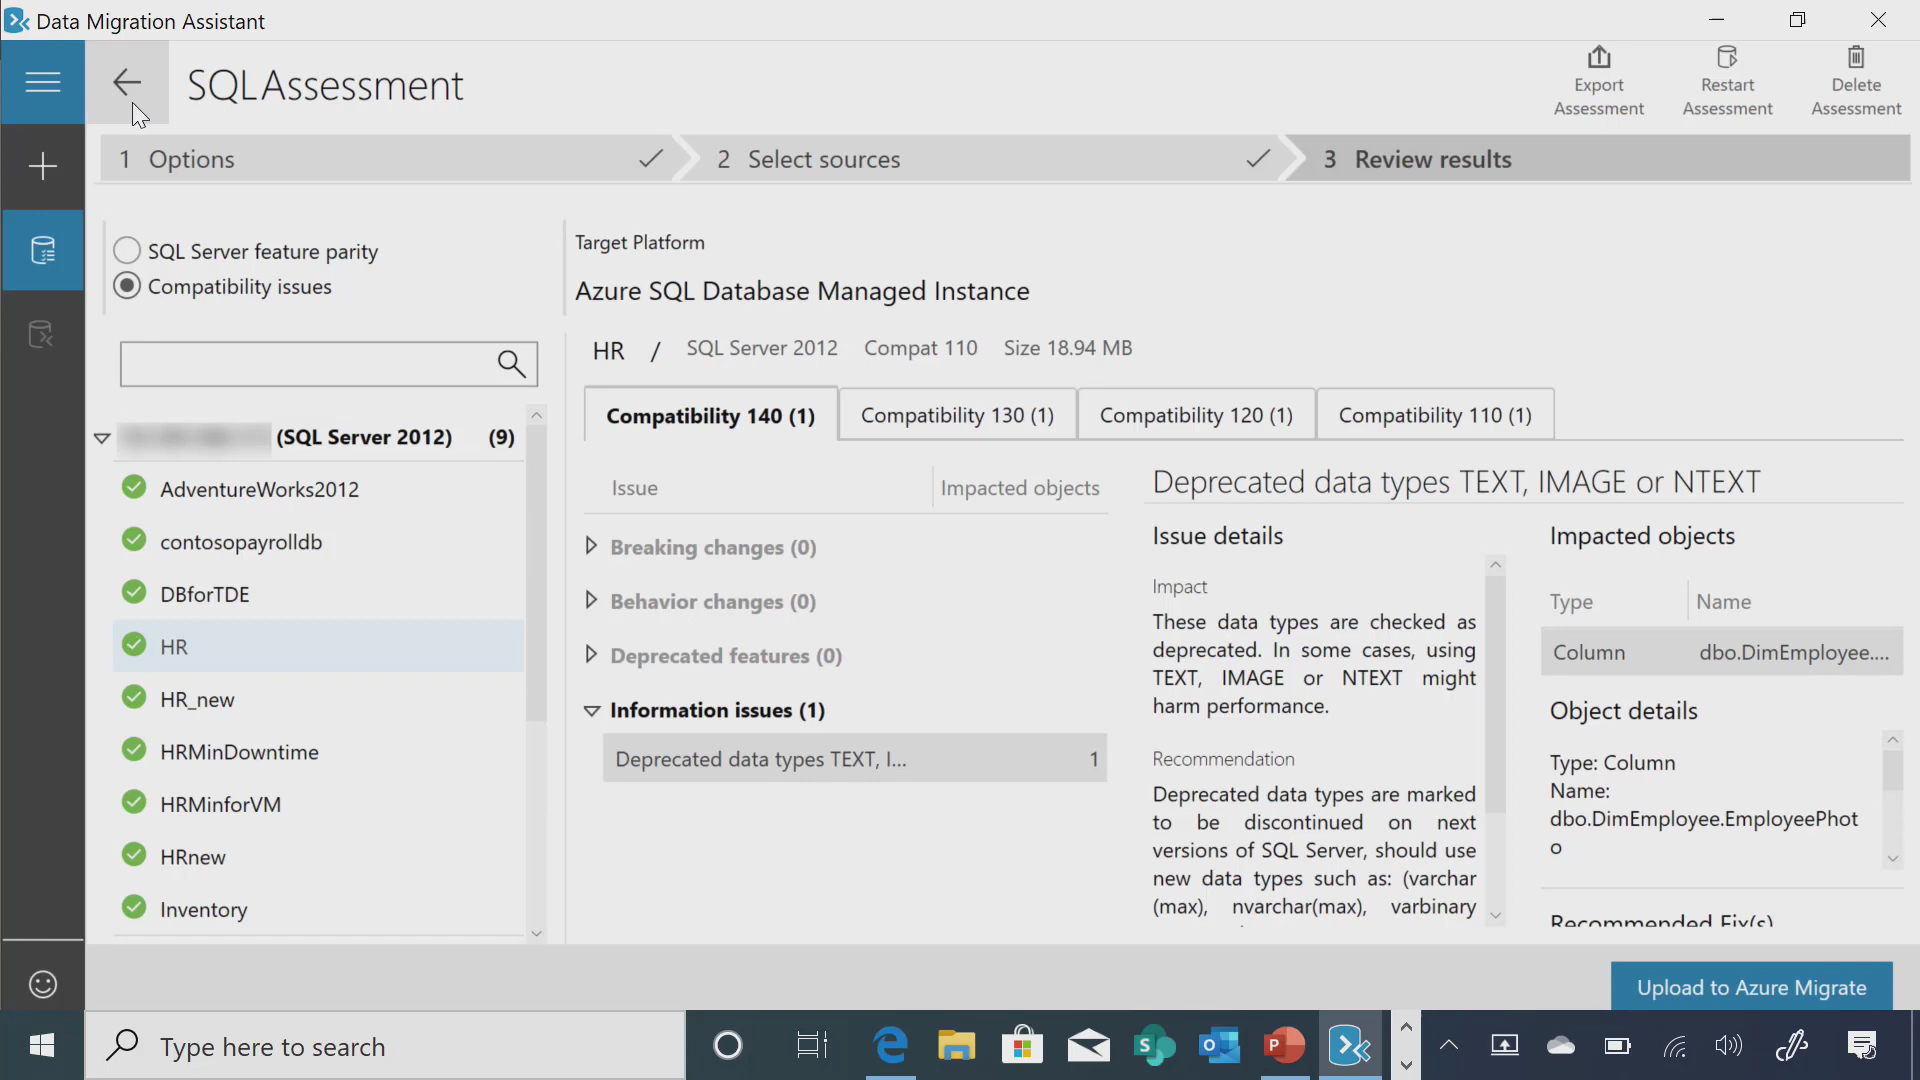 Data Migration Assistant
SQLAssessment
Export
Assessment
Restart
Assessment
Delete
Assessment
1 Options
2 Select sources
3 Review results
SQL Server feature parity
Compatibility issues
Target Platform
Azure SQL Database Managed Instance
HR / SQL Server 2012 Compat 110 Size 18.94 MB
Compatibility 140 (1)
Compatibility 130 (1)
Compatibility 120 (1)
Compatibility 110 (1)
(SQL Server 2012) (9)
AdventureWorks2012
contosopayrolldb
DBforTDE
HR
HR_new
HRMinDowntime
HRMinforVM
HRnew
Inventory
Issue Impacted objects
Breaking changes (0)
Behavior changes (0)
Deprecated features (0)
Information issues (1)
Deprecated data types TEXT, I... 1
Deprecated data types TEXT, IMAGE or NTEXT
Issue details
Impact
These data types are checked as
deprecated. In some cases, using
TEXT, IMAGE or NTEXT might
harm performance.
Recommendation
Deprecated data types are marked
to be discontinued on next
versions of SQL Server, should use
new data types such as: (varchar
(max), nvarchar(max), varbinary
Impacted objects
Type Name
Column dbo.DimEmployee....
Object details
Type: Column
Name:
dbo.DimEmployee.EmployeePhot
o
Recommended Fix(s)
Upload to Azure Migrate
Type here to search